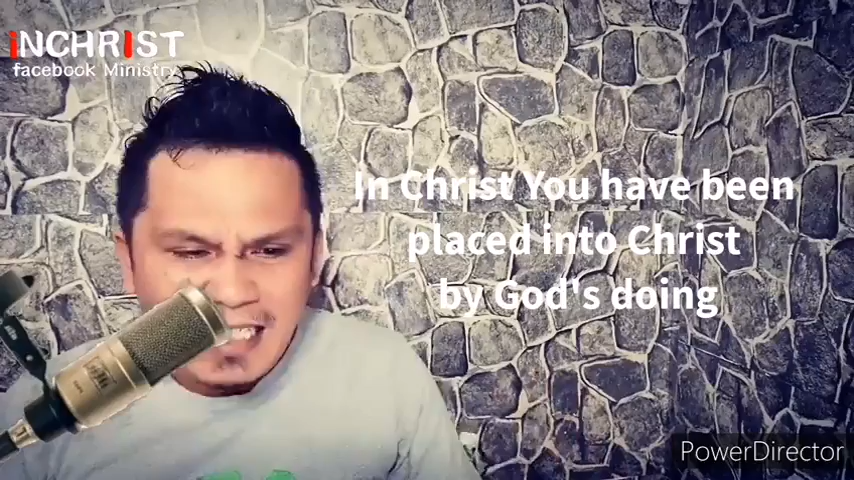 iNCHRIST
facebook Ministry
In Christ You have been
placed into Christ
by God's doing
PowerDirector